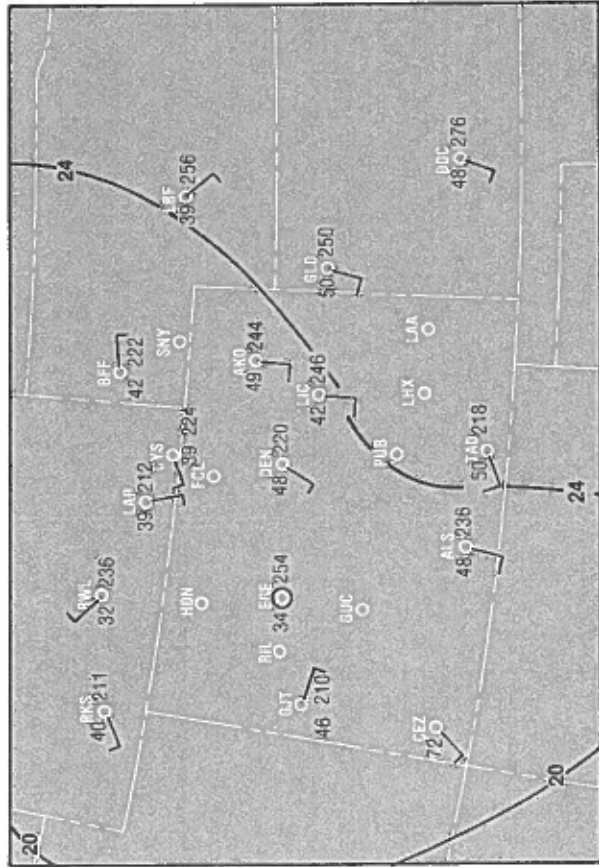 20
24
RKS
40 211
RWL
32 236
BFF
42 222
LAR
39 212
CYS
39 224
SNY
LBF
39 256
HDN
FCL
AKO
49 244
RIL
EGE
34 254
DEN
48 220
GJT
46 210
LIC
42 246
GLD
50 250
GUC
PUB
LHX
LAA
CEZ
72
ALS
48 236
TAD
50 218
DDC
48 276
20
24